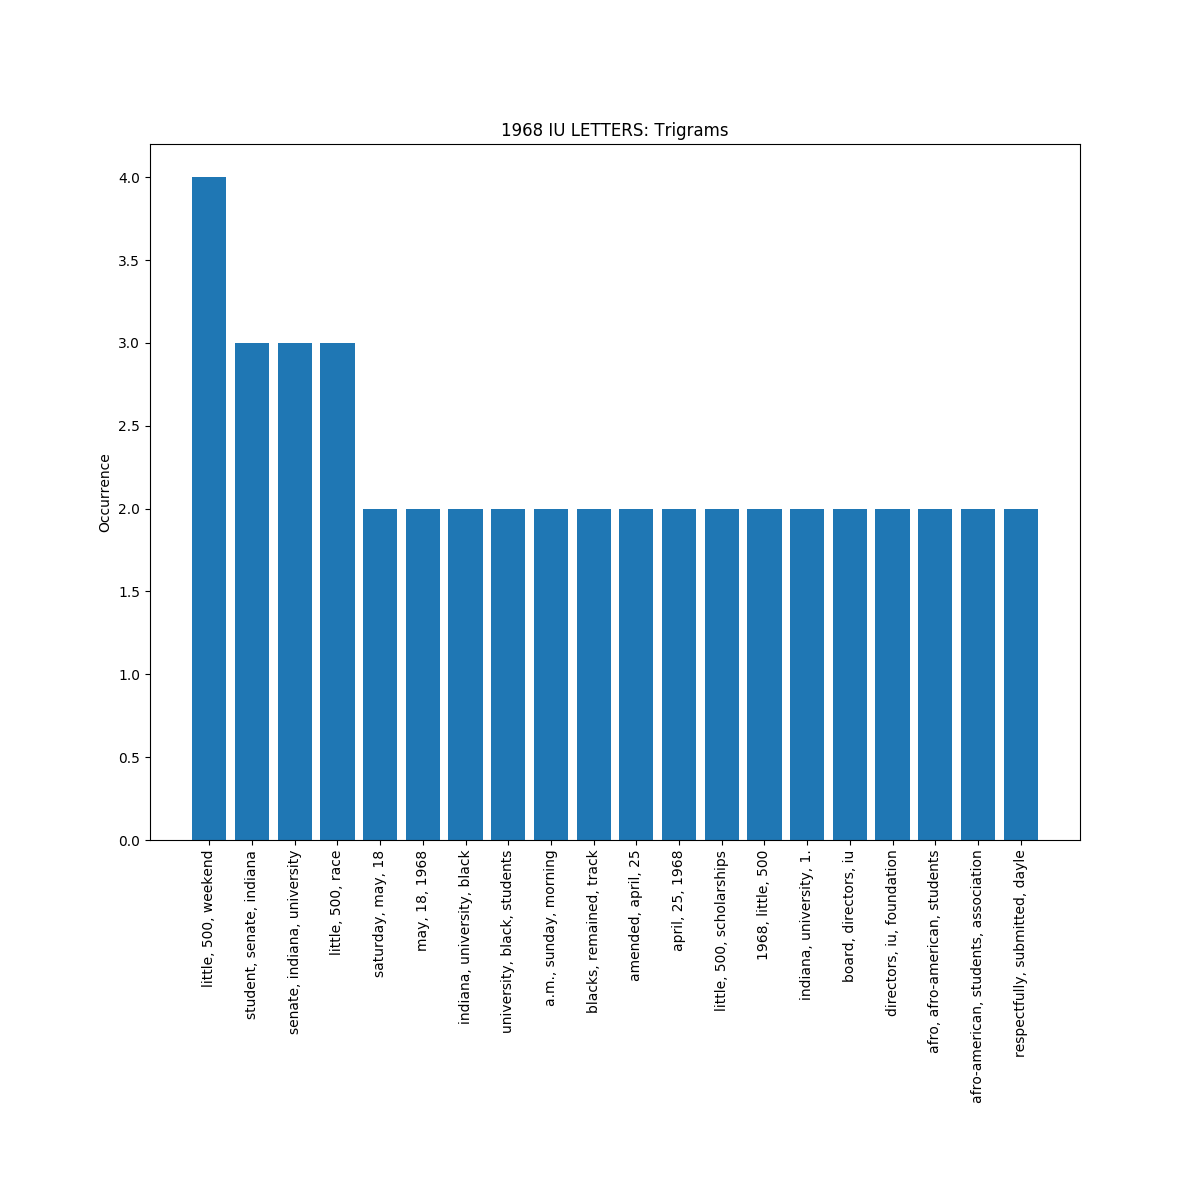 1968 IU LETTERS: Trigrams
4.0
3.5
3.0
2.5
2.0
1.5
1.0
0.5
0.0
Occurrence
little, 500, weekend
student, senate, indiana
senate, indiana, university
little, 500, race
saturday, may, 18
may, 18, 1968
indiana, university, black
university, black, students
a.m., sunday, morning
blacks, remained, track
amended, april, 25
april, 25, 1968
little, 500, scholarships
1968, little, 500
indiana, university, 1.
board, directors, iu
directors, iu, foundation
afro, afro-american, students
afro-american, students, association
respectfully, submitted, dayle